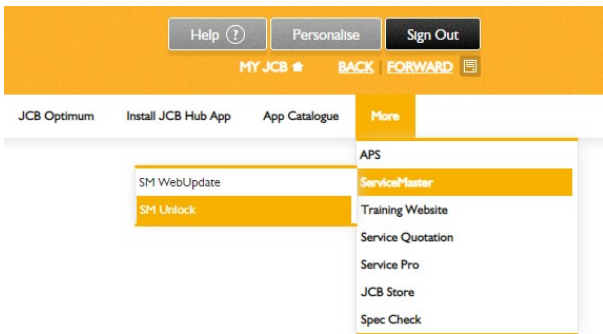 Help ? Personalise Sign Out
MY JCB BACK | FORWARD
JCB Optimum Install JCB Hub App App Catalogue More
APS
SM WebUpdate ServiceMaster
SM Unlock Training Website
Service Quotation
Service Pro
JCB Store
Spec Check